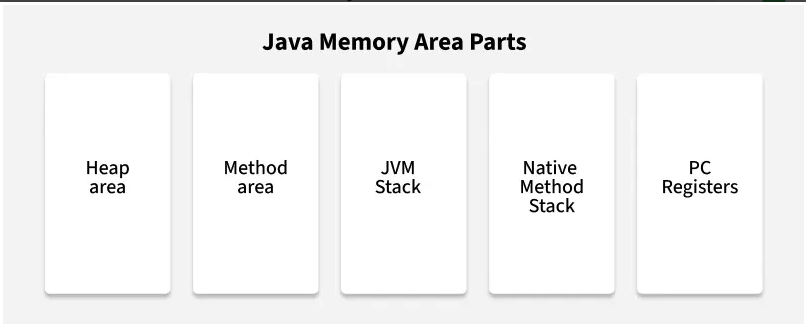 Java Memory Area Parts
Heap
area
Method
area
JVM
Stack
Native
Method
Stack
PC
Registers